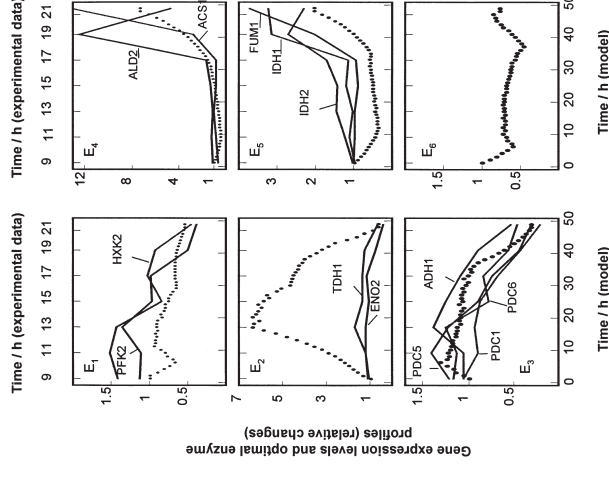 Time / h (experimental data)
9 11 13 15 17 19 21
Time / h (experimental data)
9 11 13 15 17 19 21
Gene expression levels and optimal enzyme
profiles (relative changes)
1.5
1
0.5
E1
PFK2
HXK2
12
8
4
1
E4
ALD2
ACS1
7
5
3
1
E2
TDH1
ENO2
3
2
1
E5
FUM1
IDH1
IDH2
1.5
1
0.5
E3
PDC5
ADH1
PDC1
PDC6
1.5
1
0.5
E6
0 10 20 30 40 50
Time / h (model)
0 10 20 30 40 50
Time / h (model)